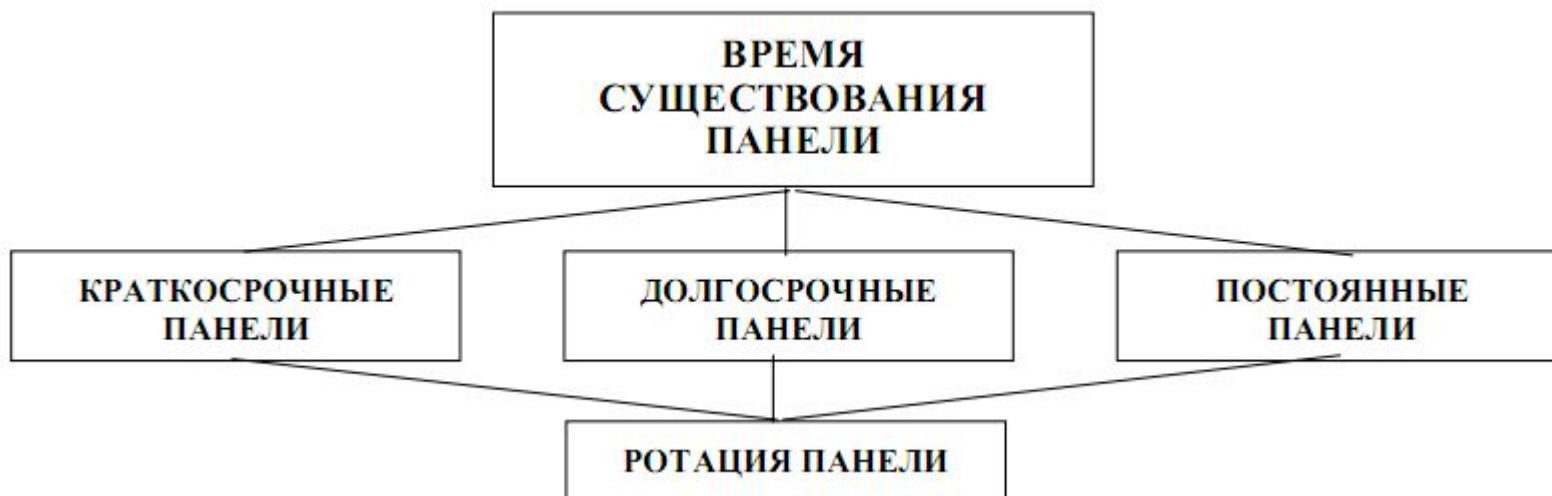 ВРЕМЯ
СУЩЕСТВОВАНИЯ
ПАНЕЛИ
КРАТКОСРОЧНЫЕ
ПАНЕЛИ
ДОЛГОСРОЧНЫЕ
ПАНЕЛИ
ПОСТОЯННЫЕ
ПАНЕЛИ
РОТАЦИЯ ПАНЕЛИ